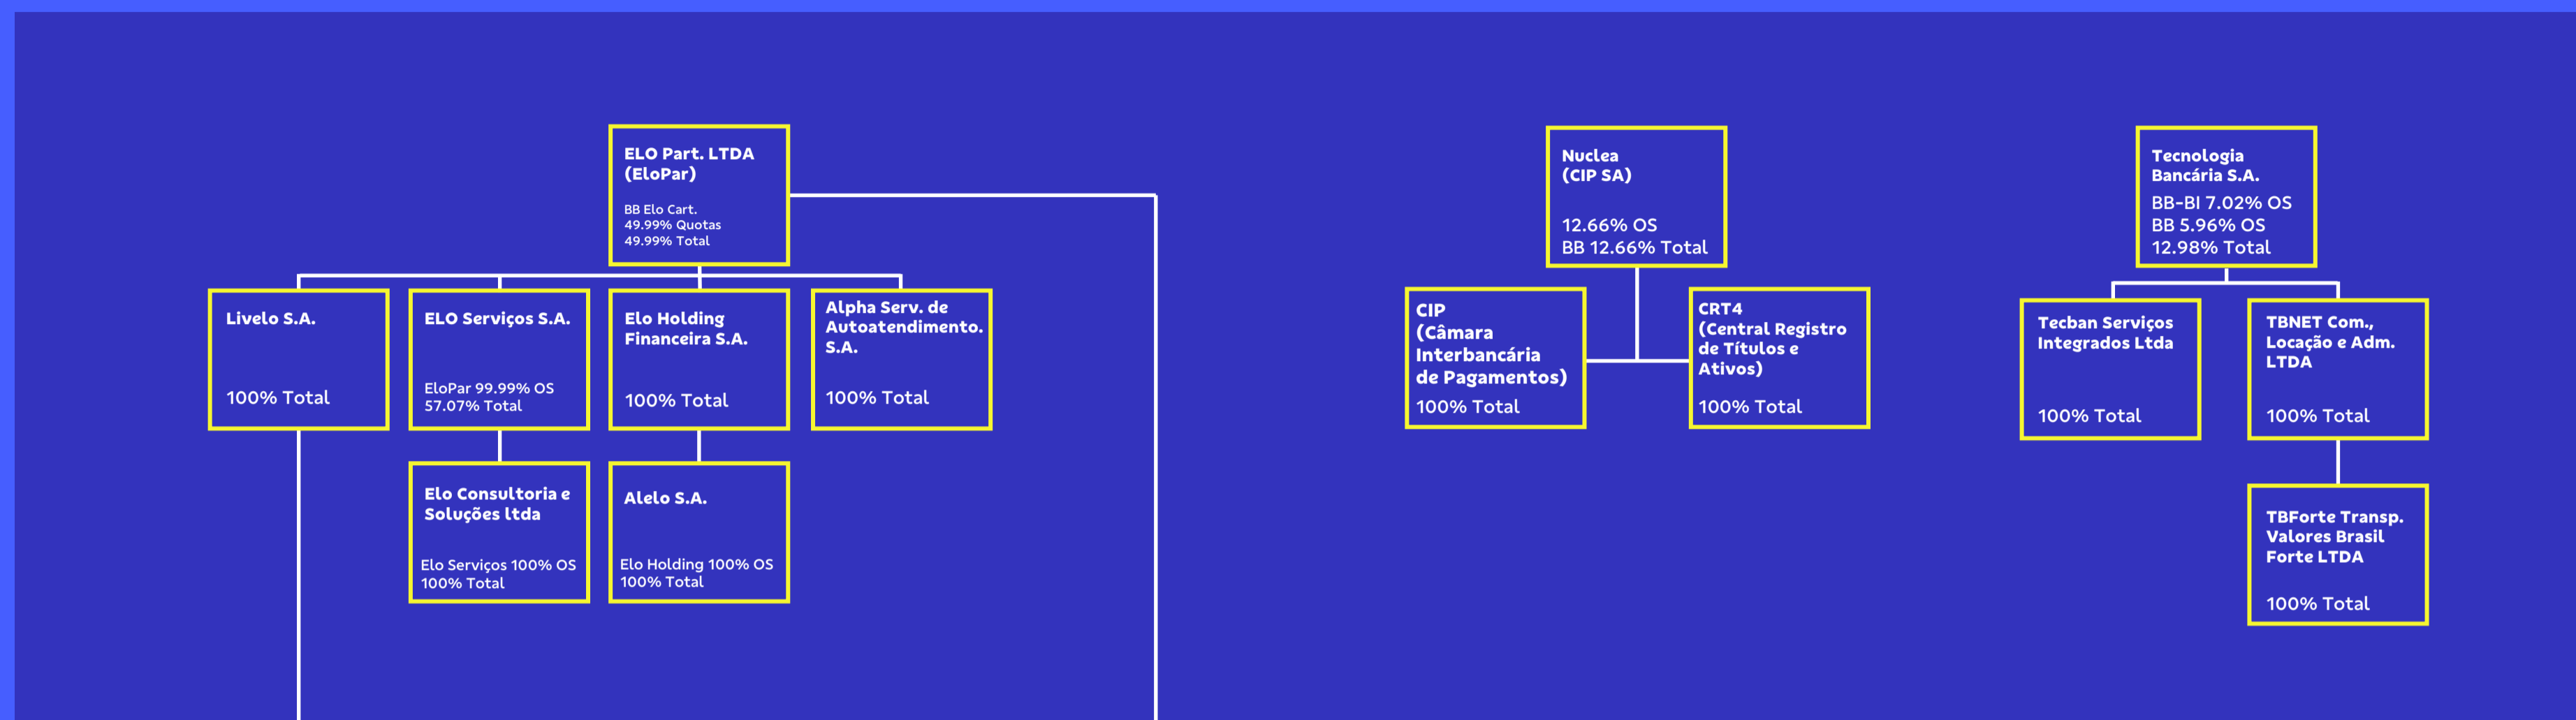 ELO Part. LTDA
(EloPar)
BB Elo Cart.
49.99% Quotas
49.99% Total
Livelo S.A.
100% Total
ELO Serviços S.A.
EloPar 99.99% OS
57.07% Total
Elo Holding
Financeira S.A.
100% Total
Alpha Serv. de
Autoatendimento.
S.A.
100% Total
Elo Consultoria e
Soluções ltda
Elo Serviços 100% OS
100% Total
Alelo S.A.
Elo Holding 100% OS
100% Total
Nuclea
(CIP SA)
12.66% OS
BB 12.66% Total
CIP
(Câmara
Interbancária
de Pagamentos)
100% Total
CRT4
(Central Registro
de Títulos e
Ativos)
100% Total
Tecnologia
Bancária S.A.
BB-BI 7.02% OS
BB 5.96% OS
12.98% Total
Tecban Serviços
Integrados Ltda
100% Total
TBNET Com.,
Locação e Adm.
LTDA
100% Total
TBForte Transp.
Valores Brasil
Forte LTDA
100% Total